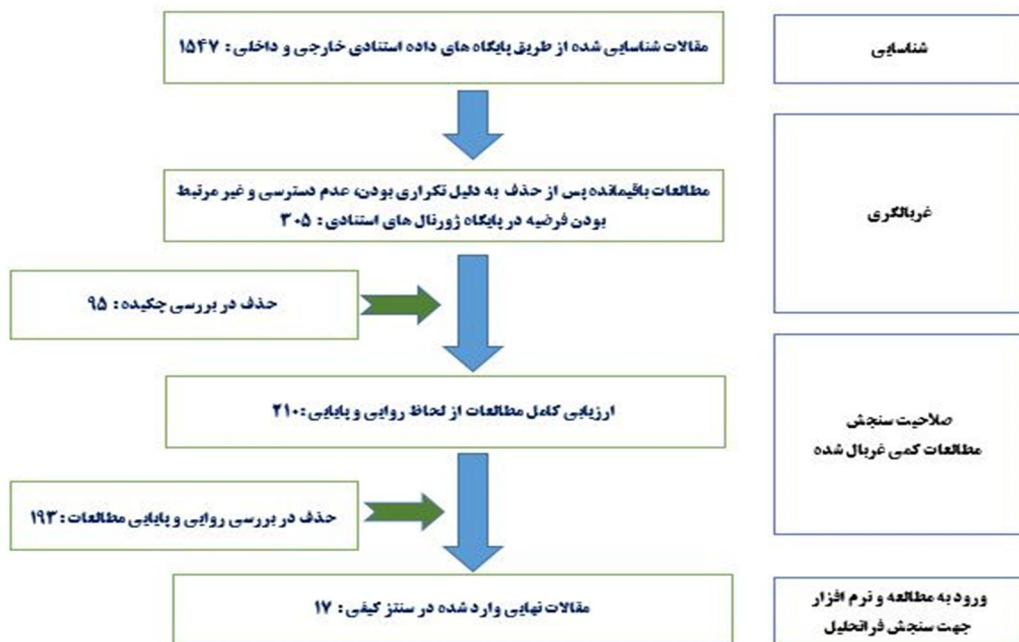 شناسایی
مقالات شناسایی شده از طریق پایگاه های داده استنادی خارجی و داخلی: ۱۵۴۷
غربالگری
مطالعات باقیمانده پس از حذف به دلیل تکراری بودن، عدم دسترسی و غیر مرتبط
بودن فرضیه در پایگاه ژورنال های استنادی: ۳۰۵
حذف در بررسی چکیده: ۹۵
صلاحیت سنجش
مطالعات کمی غربال شده
ارزیابی کامل مطالعات از لحاظ روایی و پایایی: ۲۱۰
حذف در بررسی روایی و پایایی مطالعات: ۱۹۳
ورود به مطالعه و نرم افزار
جهت سنجش فراتحلیل
مقالات نهایی وارد شده در سنتز کیفی: ۱۷